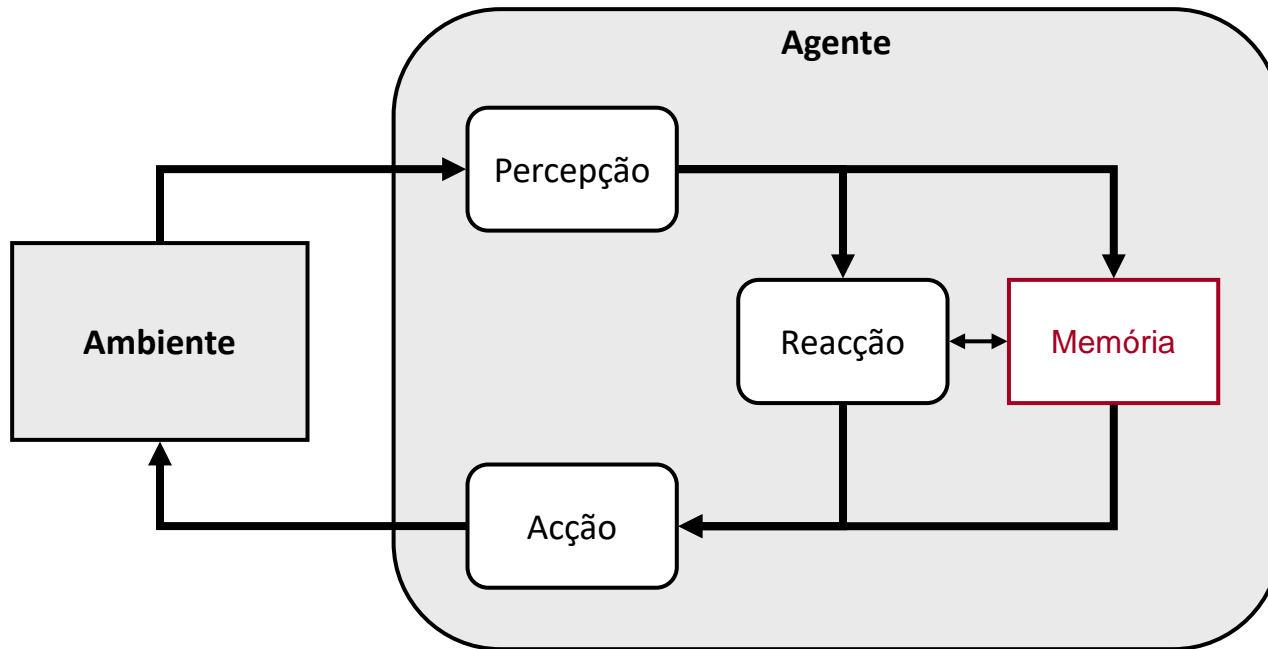 Agente
Percepção
Ambiente
Reacção
Memória
Acção